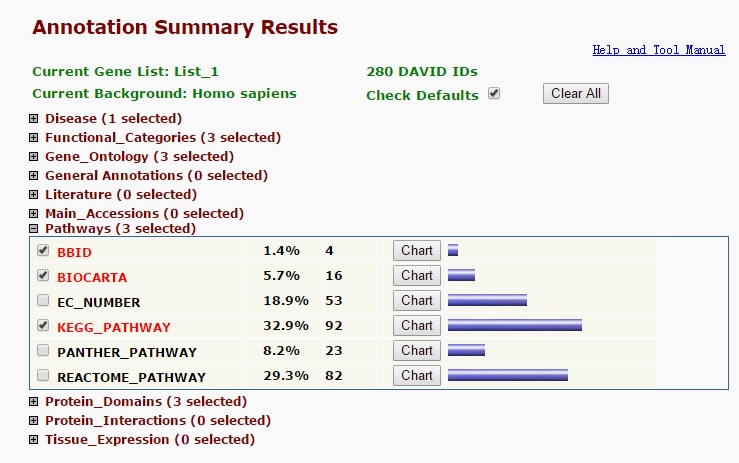 Annotation Summary Results
Help and Tool Manual
Current Gene List: List_1 280 DAVID IDs
Current Background: Homo sapiens Check Defaults Clear All
Disease (1 selected)
Functional_Categories (3 selected)
Gene_Ontology (3 selected)
General Annotations (0 selected)
Literature (0 selected)
Main_Accessions (0 selected)
Pathways (3 selected)
BBID 1.4% 4 Chart
BIOCARTA 5.7% 16 Chart
EC_NUMBER 18.9% 53 Chart
KEGG_PATHWAY 32.9% 92 Chart
PANTHER_PATHWAY 8.2% 23 Chart
REACTOME_PATHWAY 29.3% 82 Chart
Protein_Domains (3 selected)
Protein_Interactions (0 selected)
Tissue_Expression (0 selected)